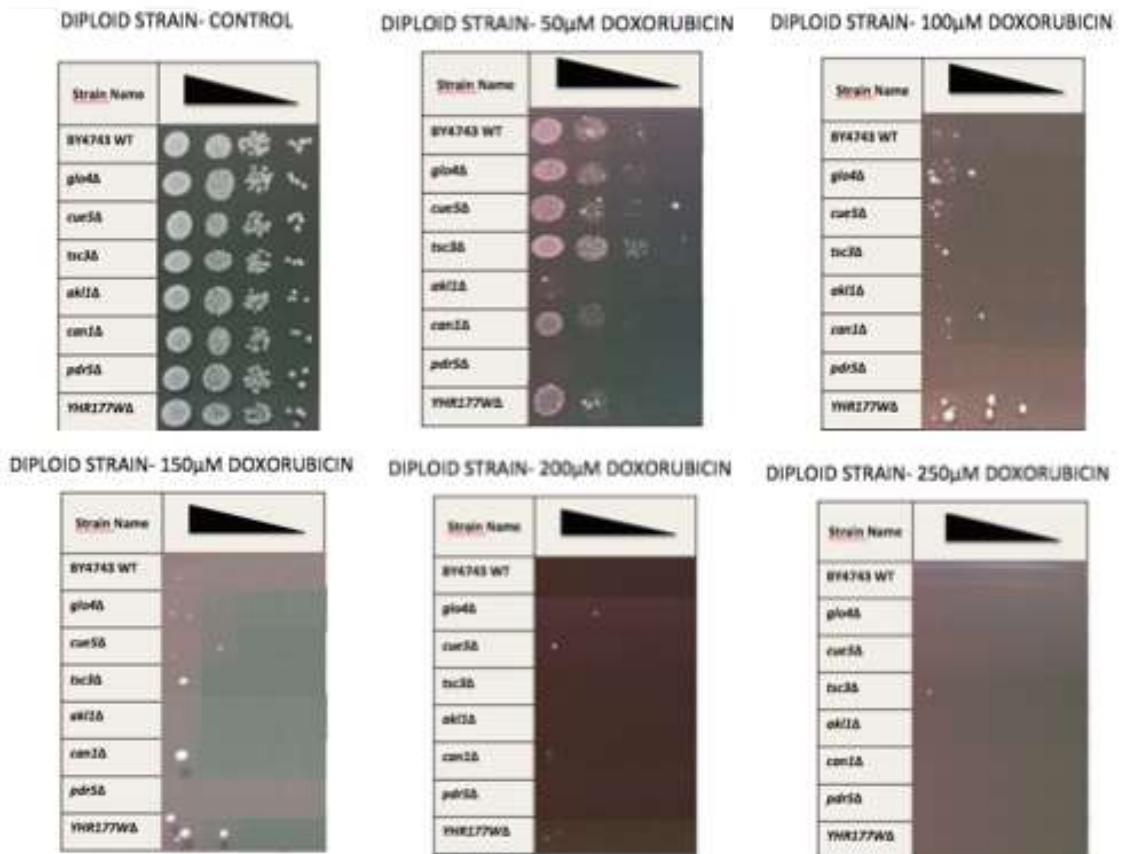 DIPLOID STRAIN- CONTROL
Strain Name
BY4743 WT
glo4Δ
cue5Δ
tsc3Δ
akl1Δ
can1Δ
pdr5Δ
YHR177WΔ
DIPLOID STRAIN- 50µM DOXORUBICIN
Strain Name
BY4743 WT
glo4Δ
cue5Δ
tsc3Δ
akl1Δ
can1Δ
pdr5Δ
YHR177WΔ
DIPLOID STRAIN- 100µM DOXORUBICIN
Strain Name
BY4743 WT
glo4Δ
cue5Δ
tsc3Δ
akl1Δ
can1Δ
pdr5Δ
YHR177WΔ
DIPLOID STRAIN- 150µM DOXORUBICIN
Strain Name
BY4743 WT
glo4Δ
cue5Δ
tsc3Δ
akl1Δ
can1Δ
pdr5Δ
YHR177WΔ
DIPLOID STRAIN- 200µM DOXORUBICIN
Strain Name
BY4743 WT
glo4Δ
cue5Δ
tsc3Δ
akl1Δ
can1Δ
pdr5Δ
YHR177WΔ
DIPLOID STRAIN- 250µM DOXORUBICIN
Strain Name
BY4743 WT
glo4Δ
cue5Δ
tsc3Δ
akl1Δ
can1Δ
pdr5Δ
YHR177WΔ